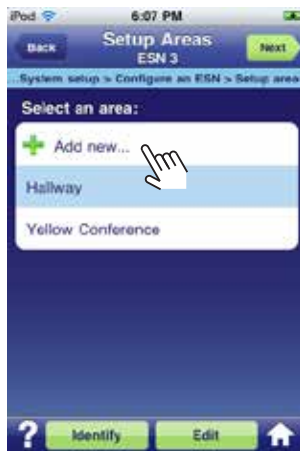 iPod 6:07 PM
Back Setup Areas Next
ESN 3
System setup > Configure an ESN > Setup area
Select an area:
Add new...
Hallway
Yellow Conference
? Identify Edit